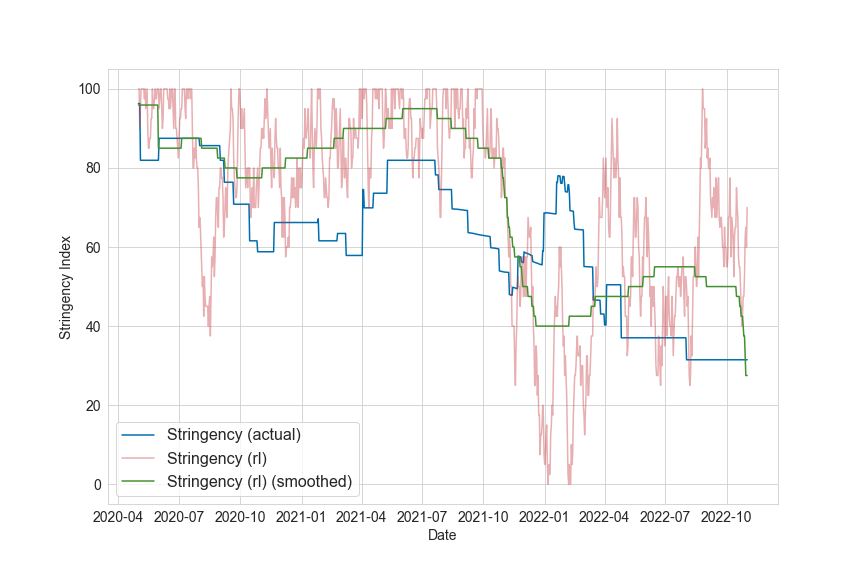 100
80
60
40
20
0
Stringency Index
Stringency (actual)
Stringency (rl)
Stringency (rl) (smoothed)
2020-04 2020-07 2020-10 2021-01 2021-04 2021-07 2021-10 2022-01 2022-04 2022-07 2022-10
Date